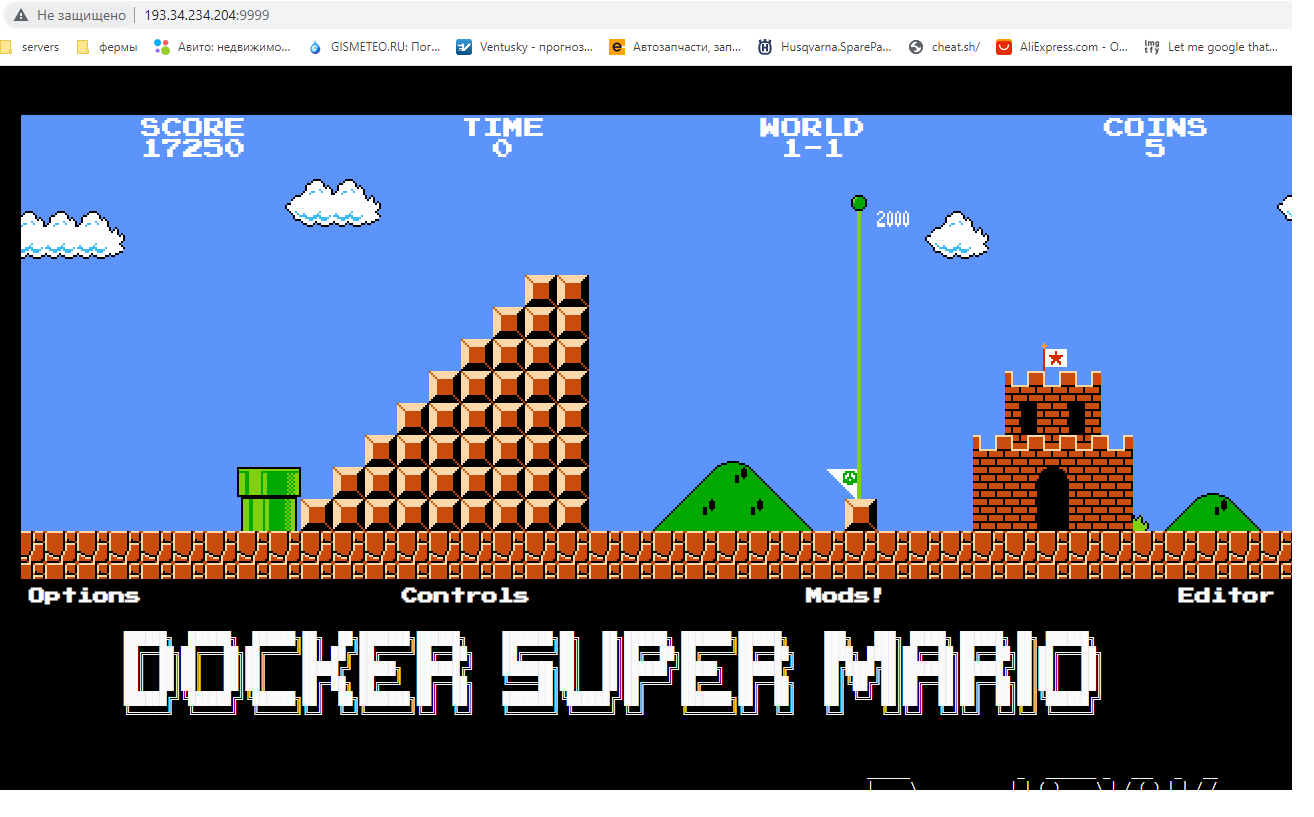 Не защищено 193.34.234.204:9999
servers фермы Авито: недвижимо... GISMETEO.RU: Пог... Ventusky - прогноз... Автозапчасти, зап... Husqvarna.SparePa... cheat.sh/ AliExpress.com - O... lmg tfy Let me google that...
SCORE TIME WORLD COINS
17250 0 1-1 5
2000
Options Controls Mods! Editor
DOCKER SUPER MARIO